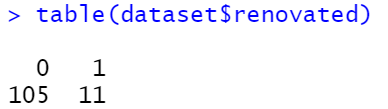 > table(dataset$renovated)
0 1
105 11